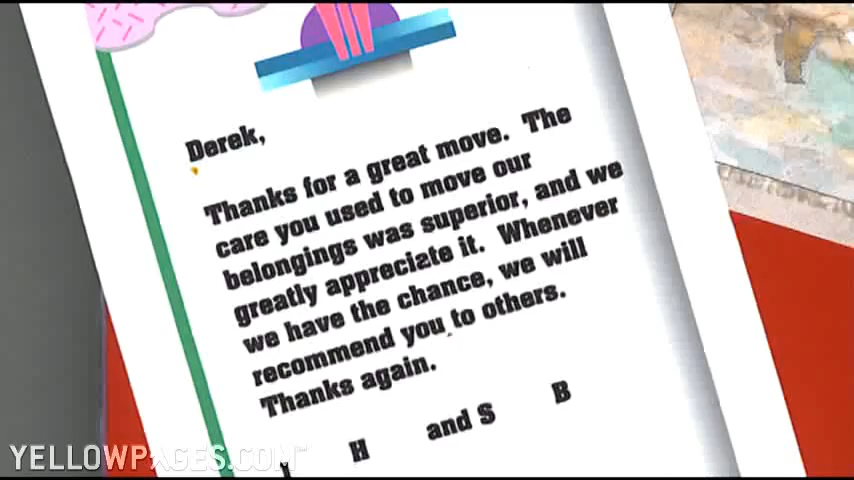 Derek,
Thanks for a great move. The
care you used to move our
belongings was superior, and we
greatly appreciate it. Whenever
we have the chance, we will
recommend you to others.
Thanks again.
H and S B
YELLOWPAGES.COM